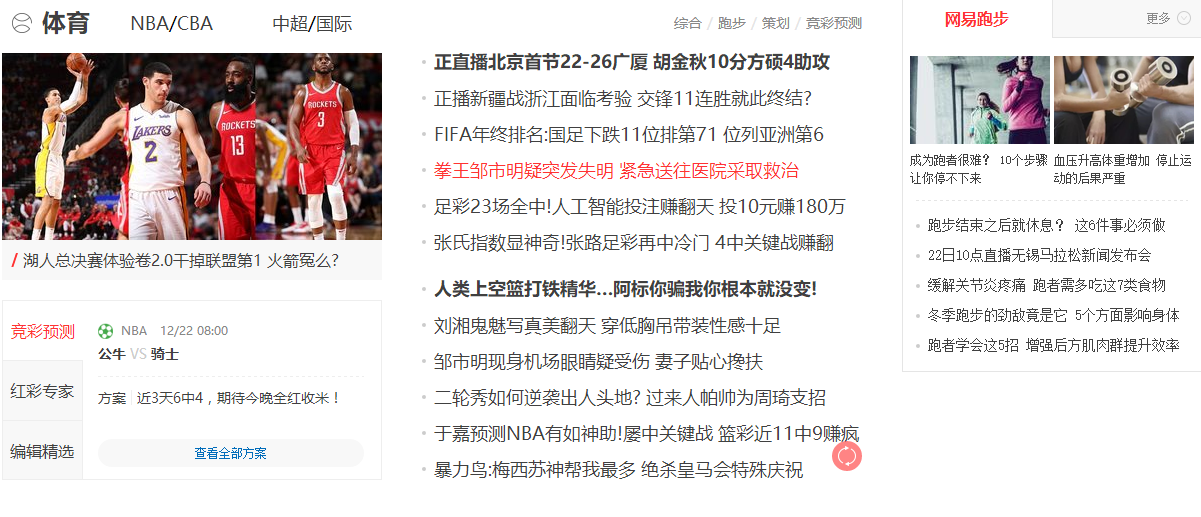 体育 NBA/CBA 中超/国际
综合 / 跑步 / 策划 / 竞彩预测
湖人总决赛体验卷2.0干掉联盟第1 火箭冤么?
竞彩预测
红彩专家
编辑精选
NBA 12/22 08:00
公牛 VS 骑士
方案 近3天6中4，期待今晚全红收米！
查看全部方案
正直播北京首节22-26广厦 胡金秋10分方硕4助攻
正播新疆战浙江面临考验 交锋11连胜就此终结?
FIFA年终排名:国足下跌11位排第71 位列亚洲第6
拳王邹市明疑突发失明 紧急送往医院采取救治
足彩23场全中!人工智能投注赚翻天 投10元赚180万
张氏指数显神奇!张路足彩再中冷门 4中关键战赚翻
人类上空篮打铁精华...阿标你骗我你根本就没变!
刘湘鬼魅写真美翻天 穿低胸吊带装性感十足
邹市明现身机场眼睛疑受伤 妻子贴心搀扶
二轮秀如何逆袭出人头地? 过来人帕帅为周琦支招
于嘉预测NBA有如神助!屡中关键战 篮彩近11中9赚疯
暴力鸟:梅西苏神帮我最多 绝杀皇马会特殊庆祝
网易跑步
更多
成为跑者很难？ 10个步骤
让你停不下来
血压升高体重增加 停止运
动的后果严重
跑步结束之后就休息？ 这6件事必须做
22日10点直播无锡马拉松新闻发布会
缓解关节炎疼痛 跑者需多吃这7类食物
冬季跑步的劲敌竟是它 5个方面影响身体
跑者学会这5招 增强后方肌肉群提升效率